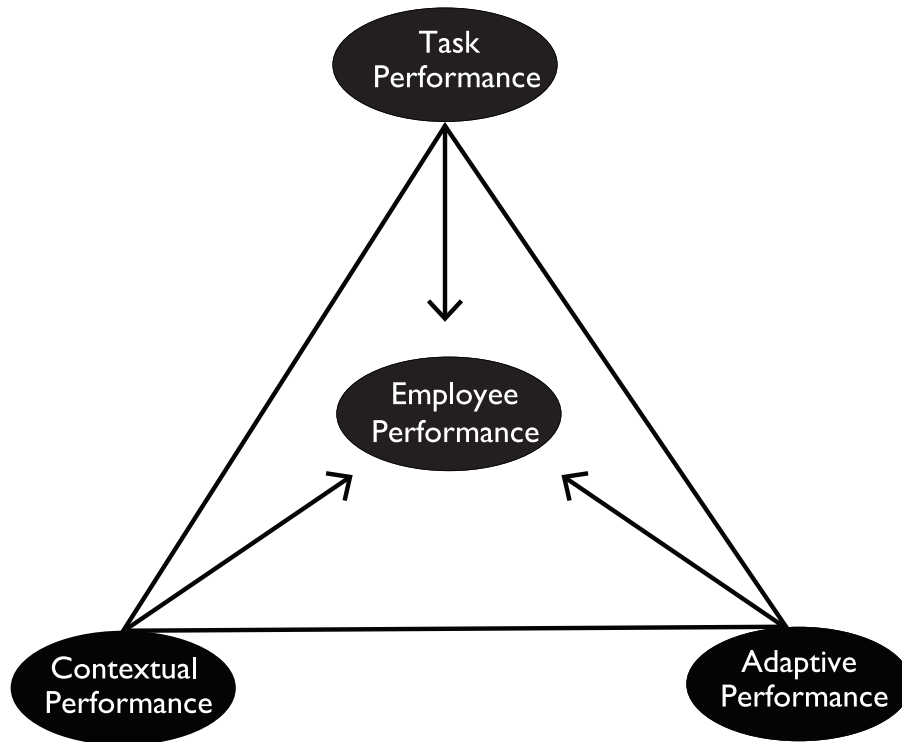 Task
Performance
Employee
Performance
Contextual
Performance
Adaptive
Performance